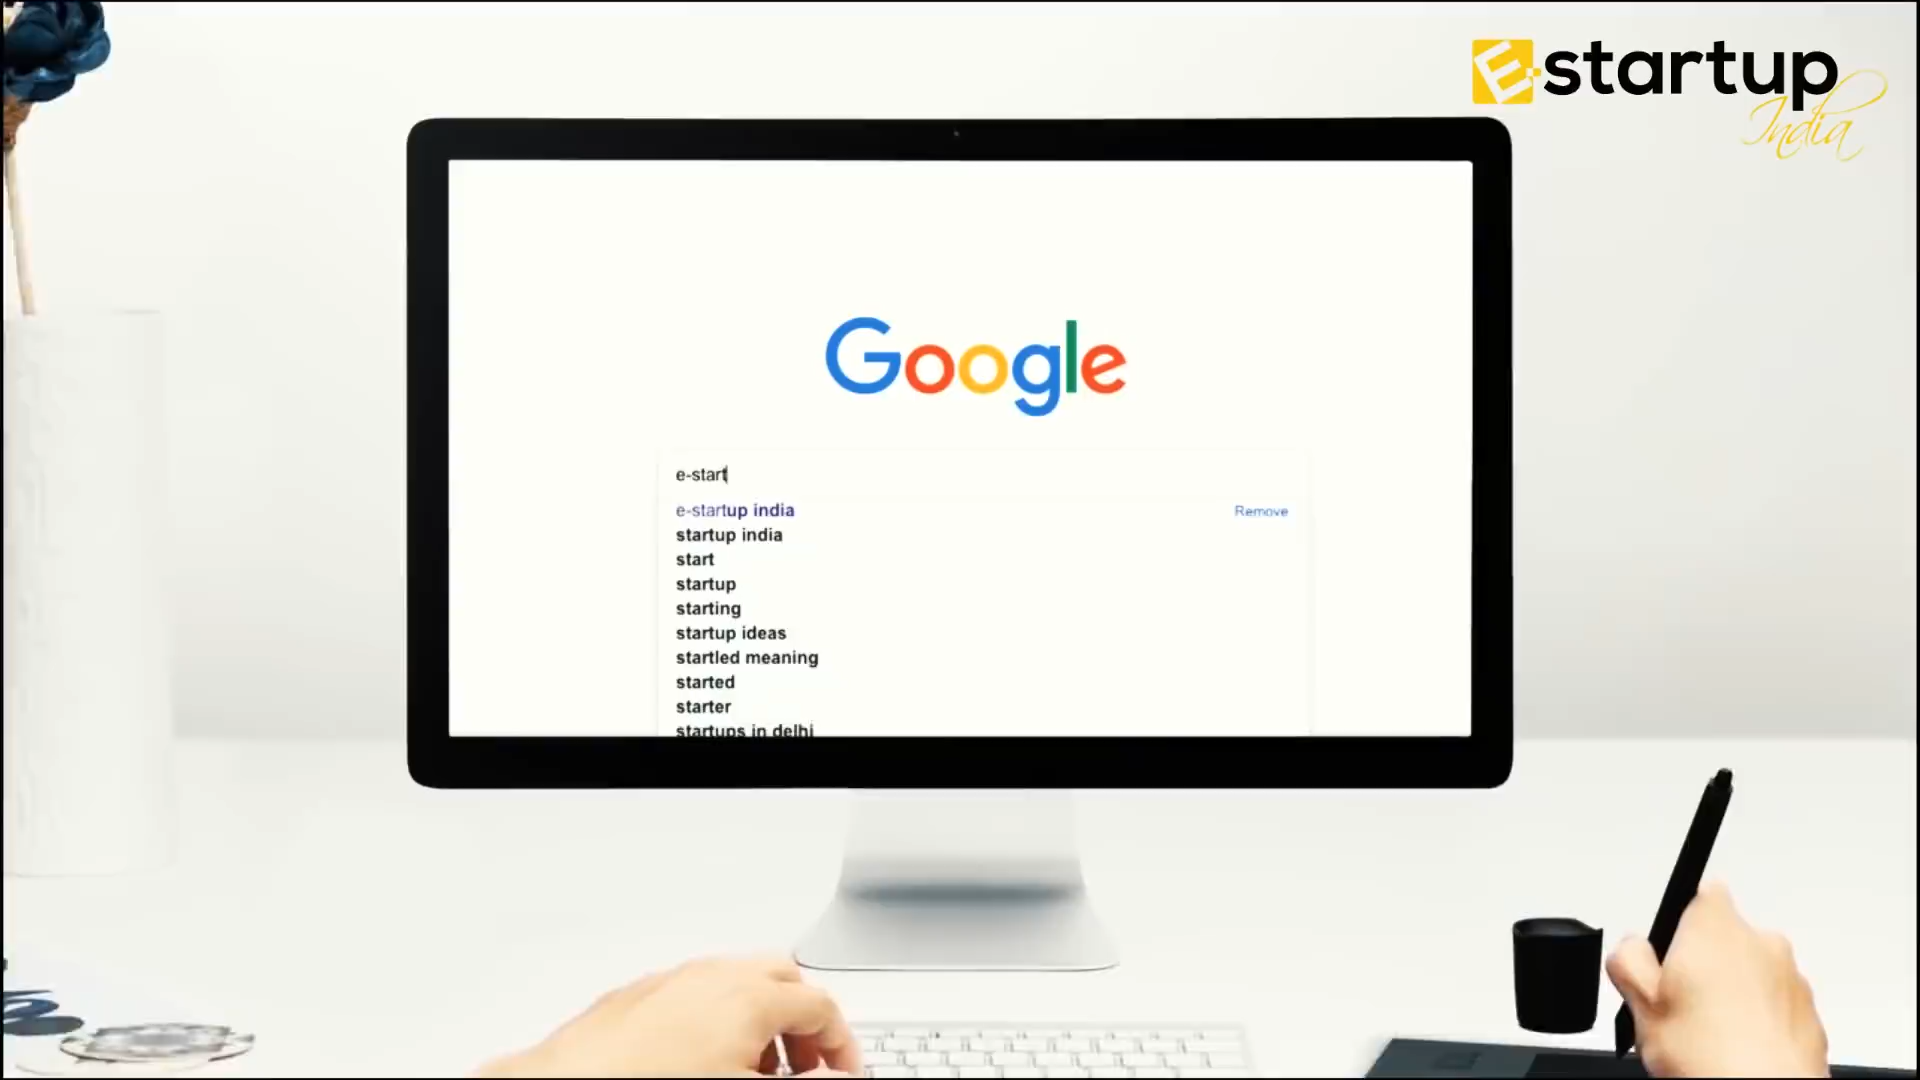 E-startup
India
Google
e-start
e-startup india
Remove
startup india
start
startup
starting
startup ideas
startled meaning
started
starter
startups in delhi